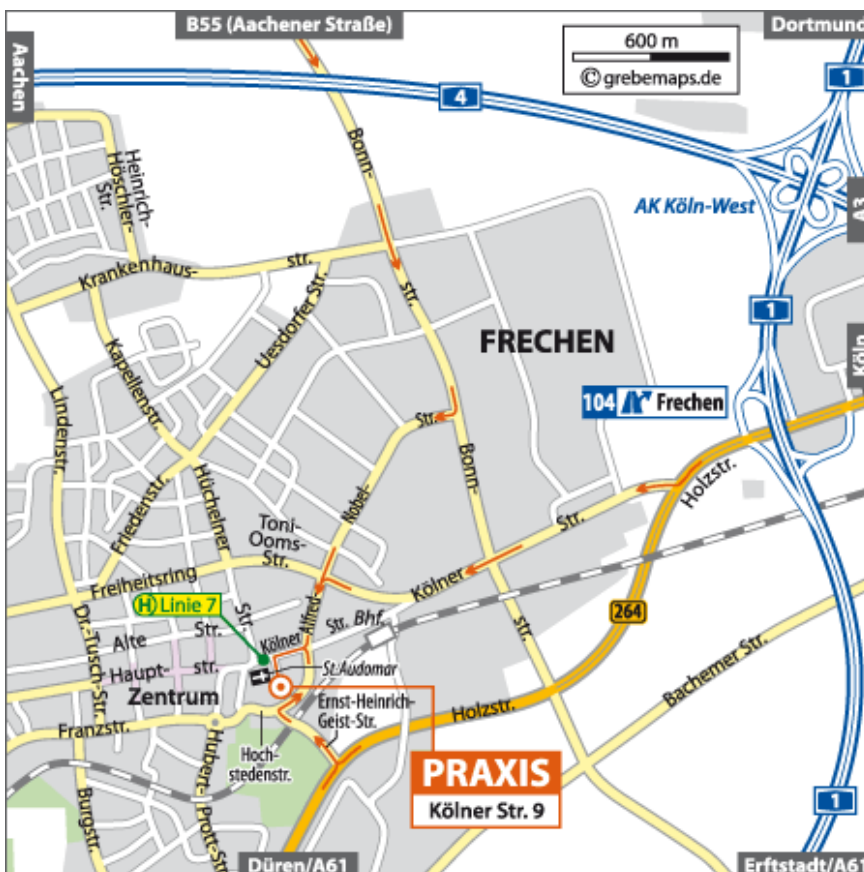 B55 (Aachener Straße)
Dortmund
Aachen
600 m
© grebemaps.de
4
1
Bonn-
Heinrich-
Höschler-
Str.
AK Köln-West
A3
Krankenhaus-
str.
str.
Uesdorfer Str.
1
FRECHEN
Köln
Kapellenstr.
Lindenstr.
104 Frechen
Str.
Bonn-
Holzstr.
Hüchelner
Friedenstr.
Nobel-
Toni-
Ooms-
Str.
Str.
Freiheitsring
Kölner
H Linie 7
Str.
Alfred-
264
Dr.-Tusch-Str.
Alte
Str.
Kölner
Str.
Bhf.
str.
Haupt-
str.
St. Audomar
Bachemer Str.
Zentrum
Ernst-Heinrich-
Geist-Str.
Holzstr.
Franzstr.
Hoch-
stedenstr.
Hubert-Prott-Str.
PRAXIS
Kölner Str. 9
Burgstr.
1
Düren/A61
Erftstadt/A61